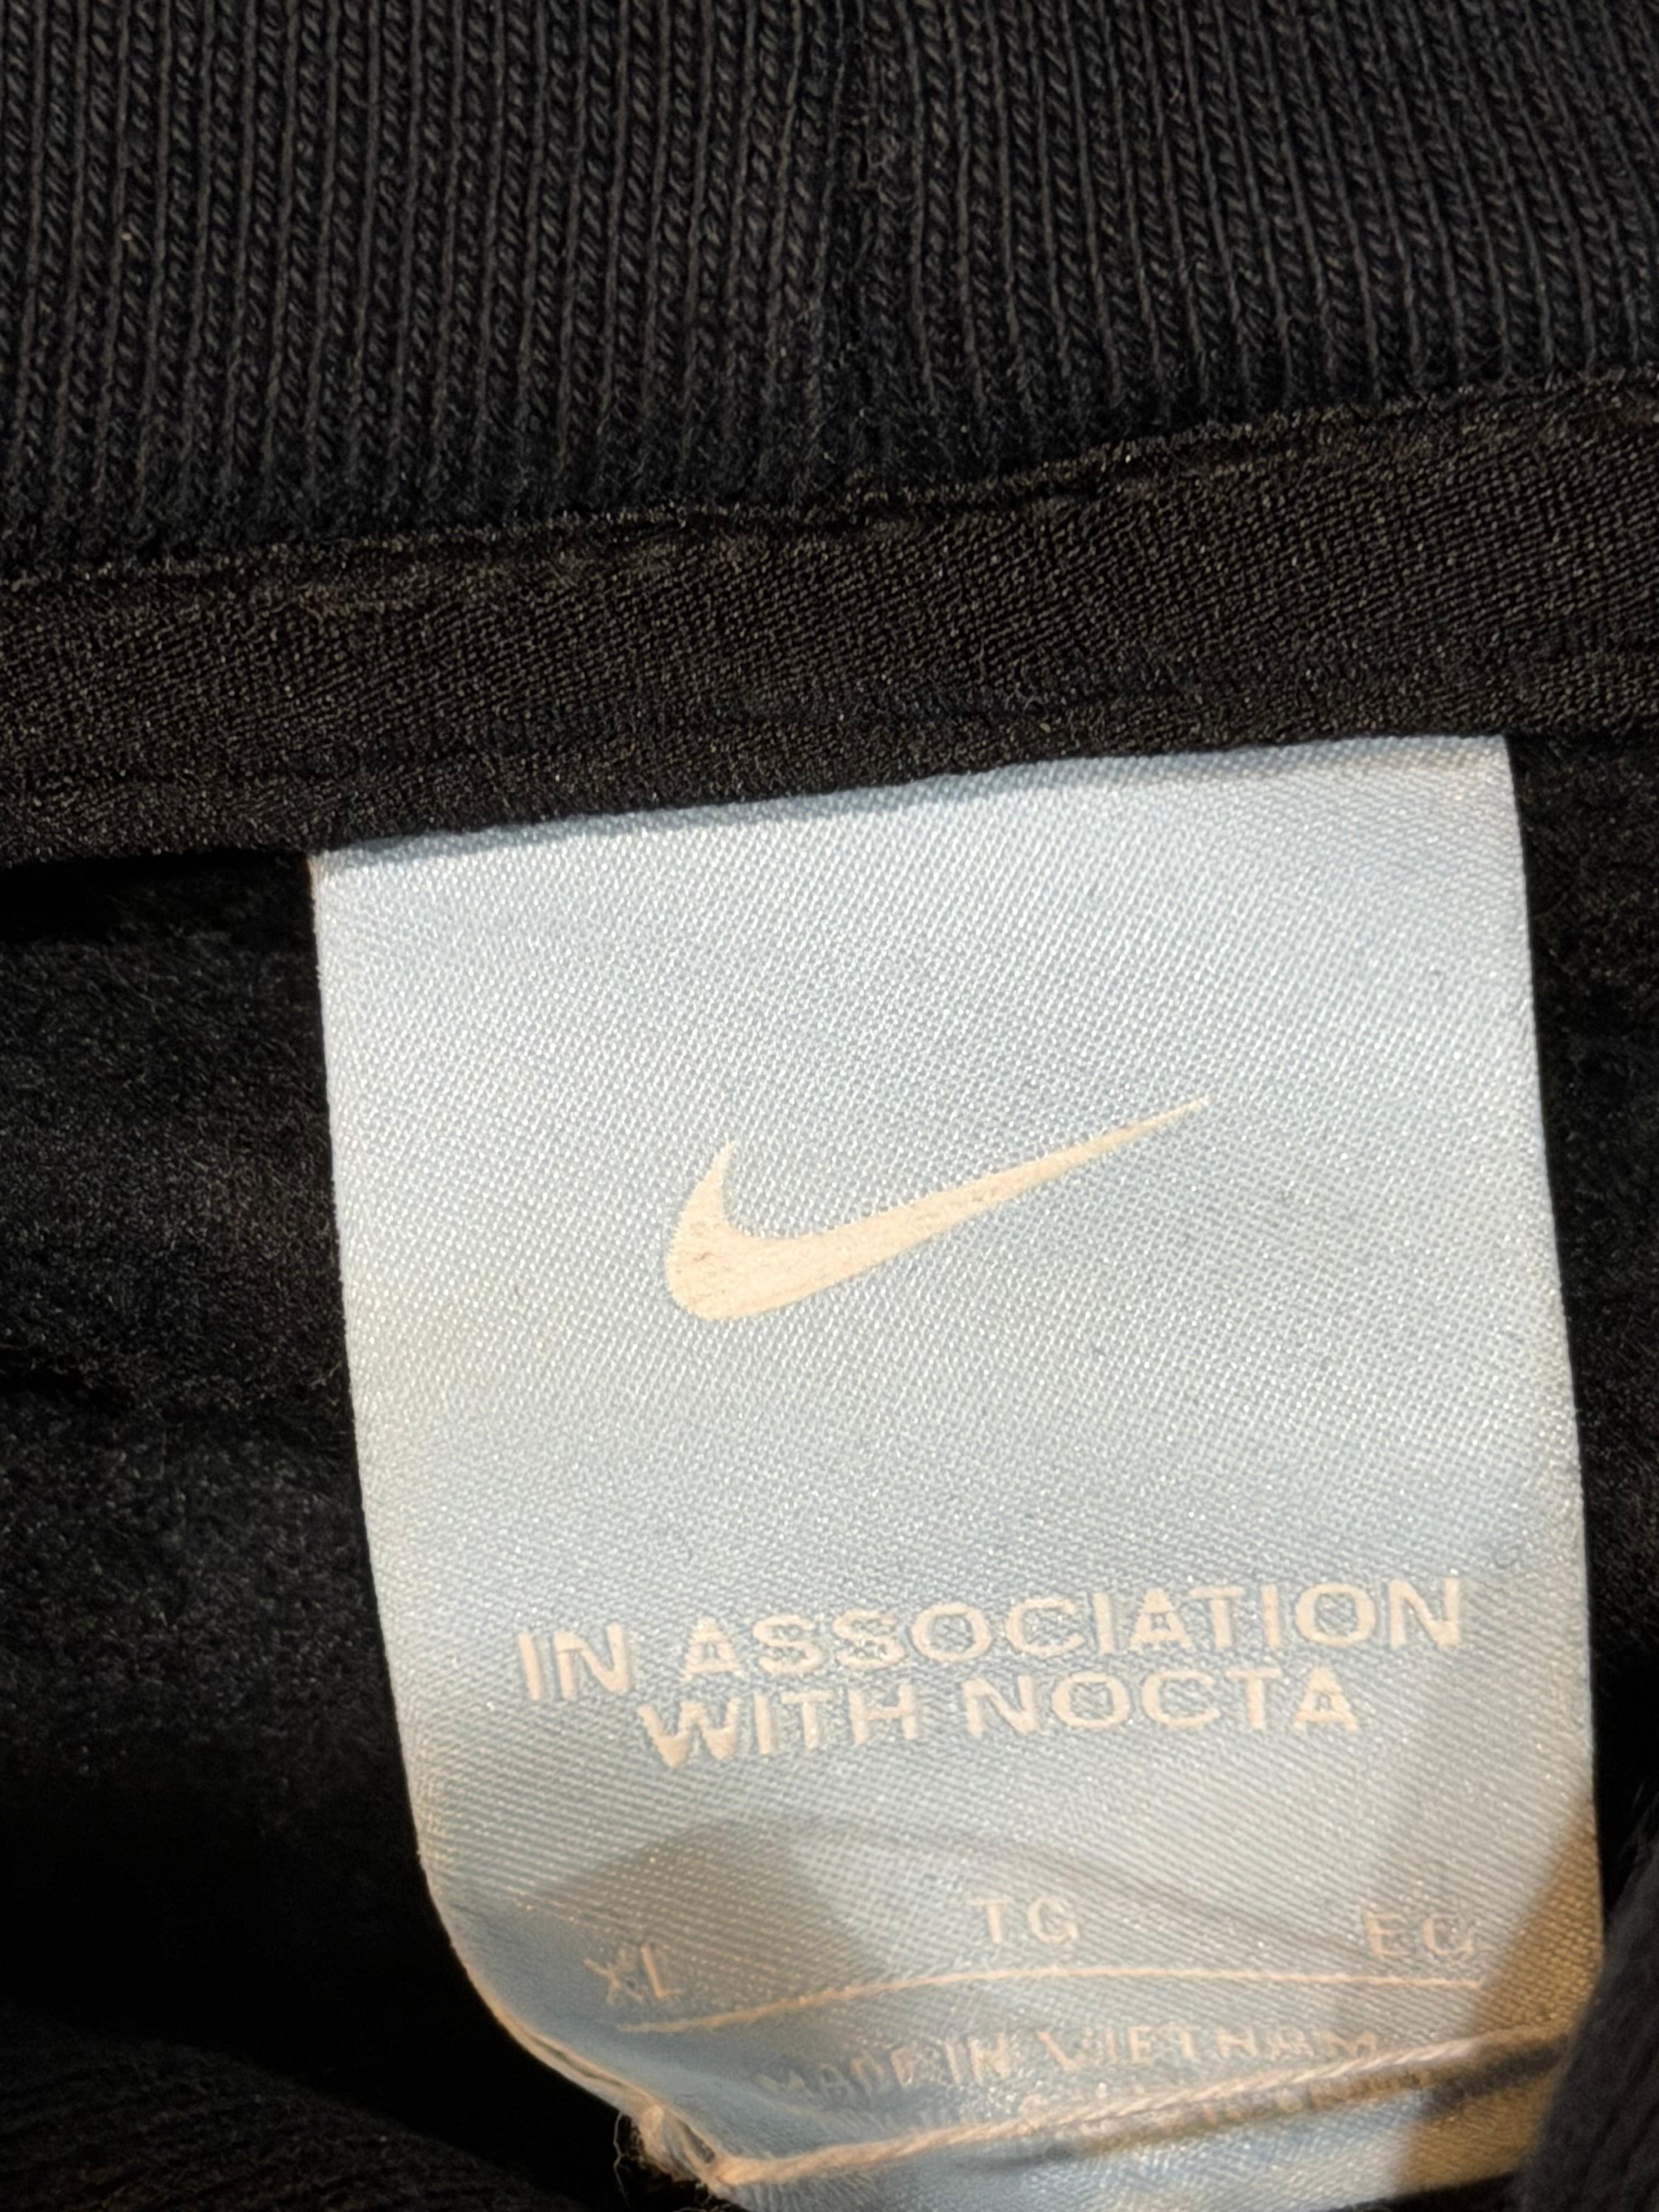 IN ASSOCIATION
WITH NOCTA
XL TG EG
MADE IN VIETNAM